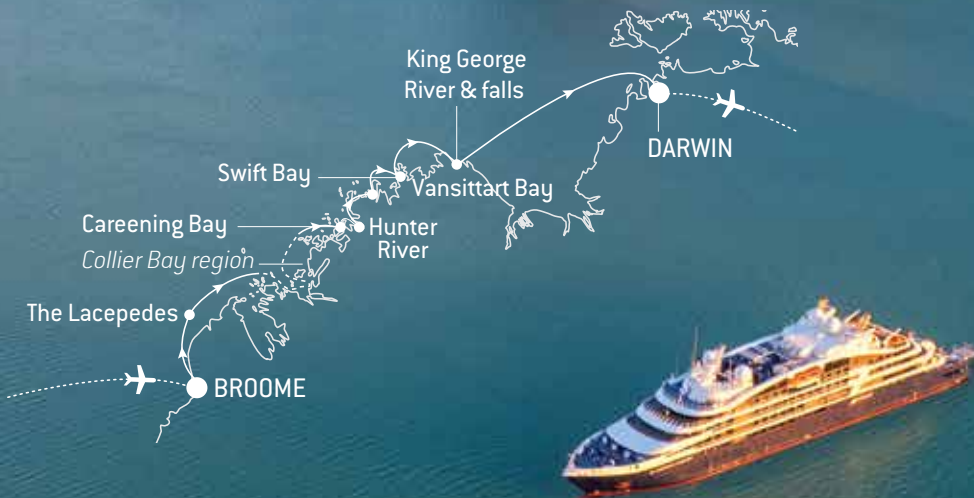 King George
River & falls
DARWIN
Swift Bay
Vansittart Bay
Careening Bay
Hunter
River
Collier Bay region
The Lacepedes
BROOME